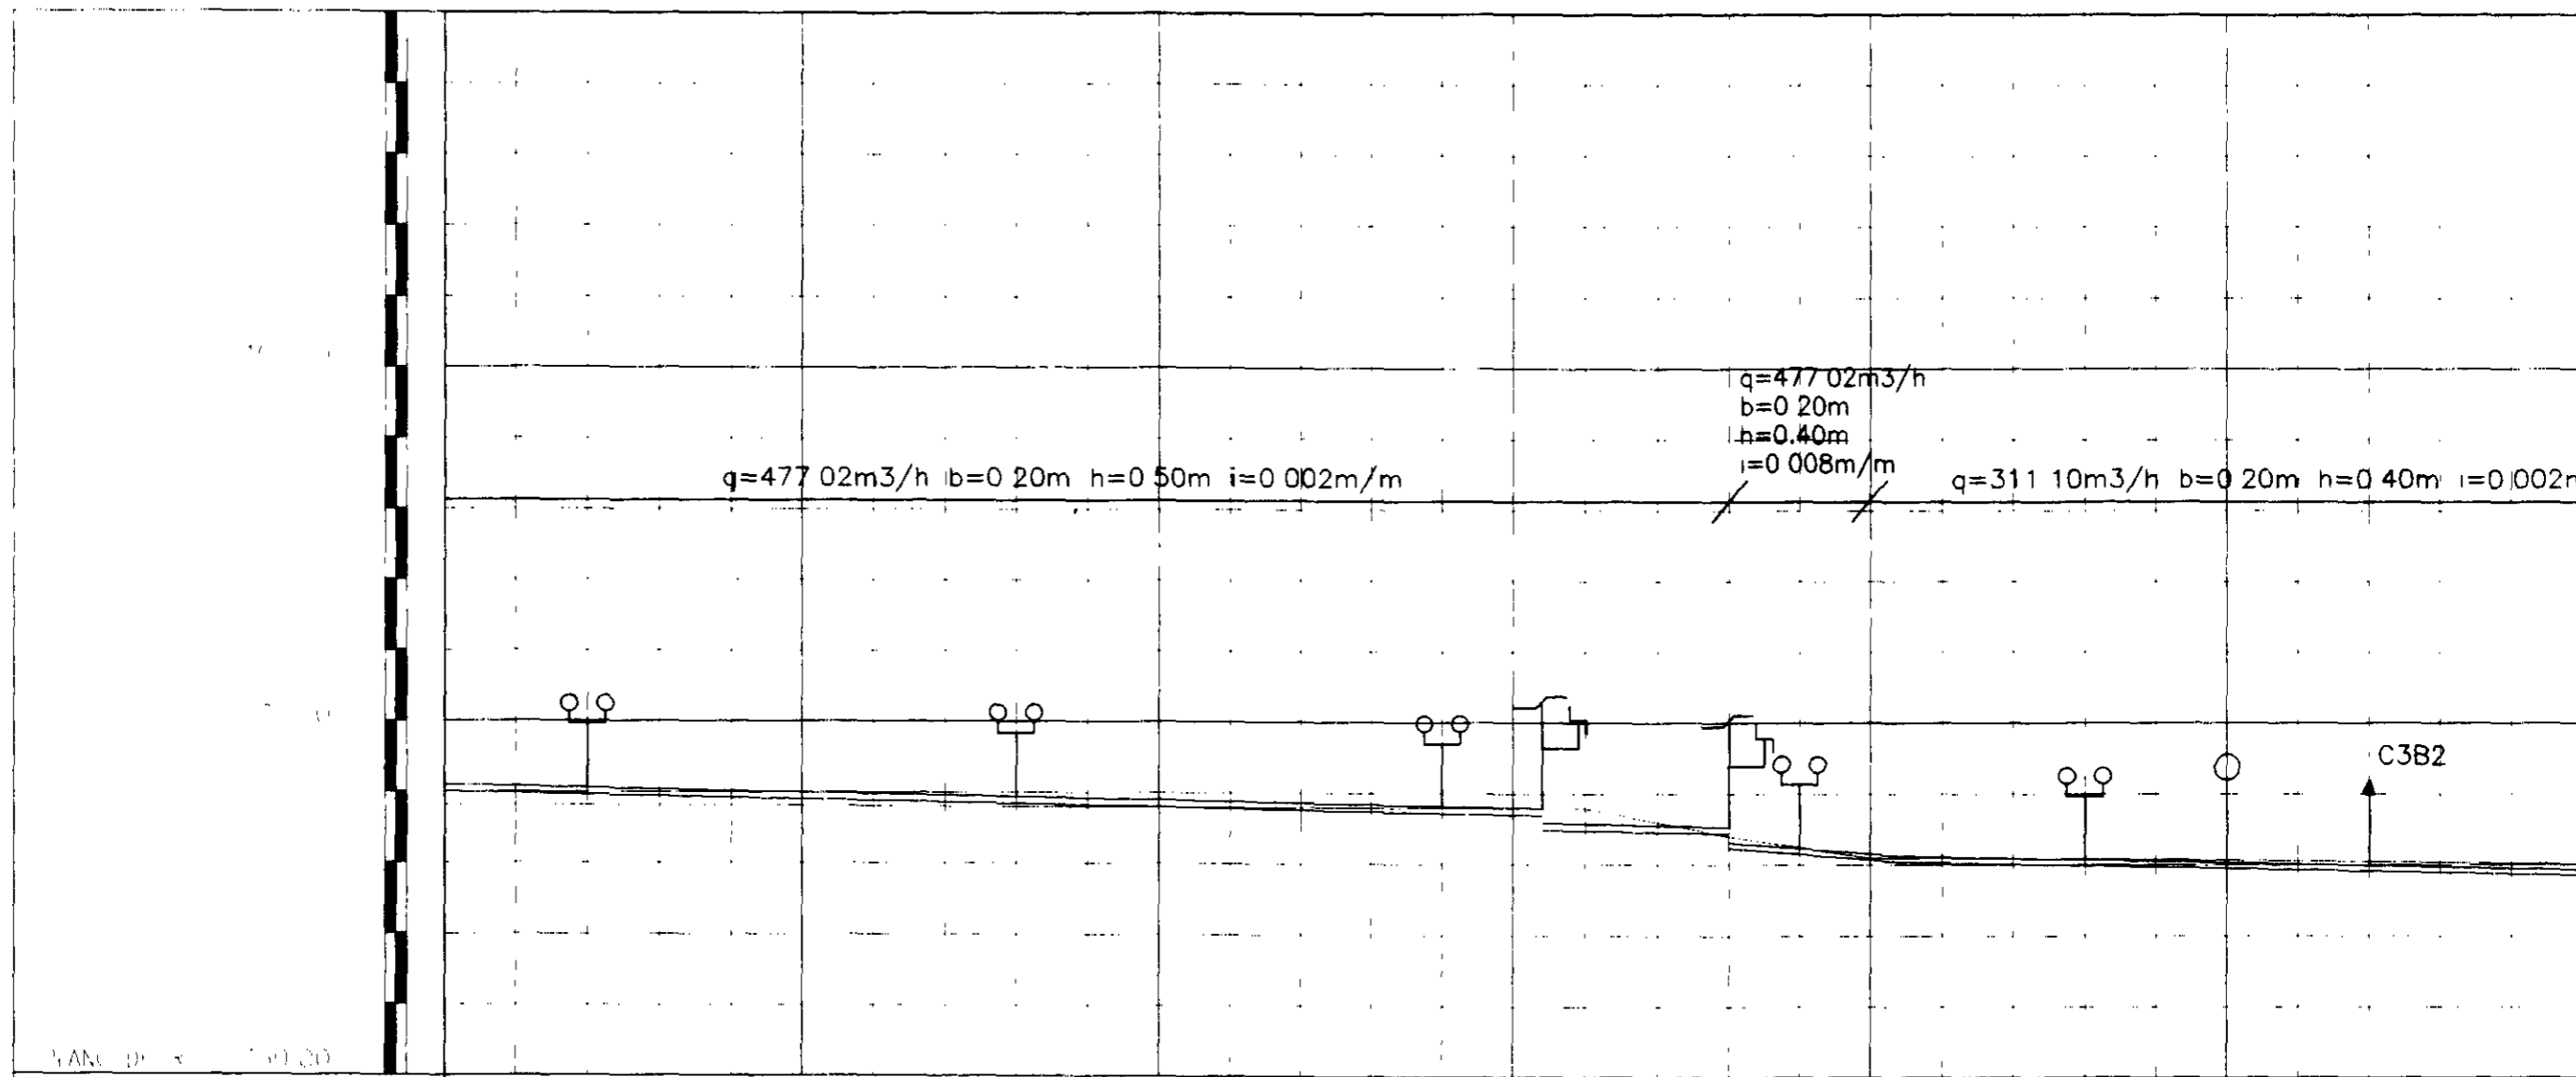 q=477 02m3/h
b=0 20m
h=0.40m
i=0 008m/m
q=477 02m3/h b=0 20m h=0 50m i=0 002m/m
q=311 10m3/h b=0 20m h=0 40m i=0 002m
C3B2